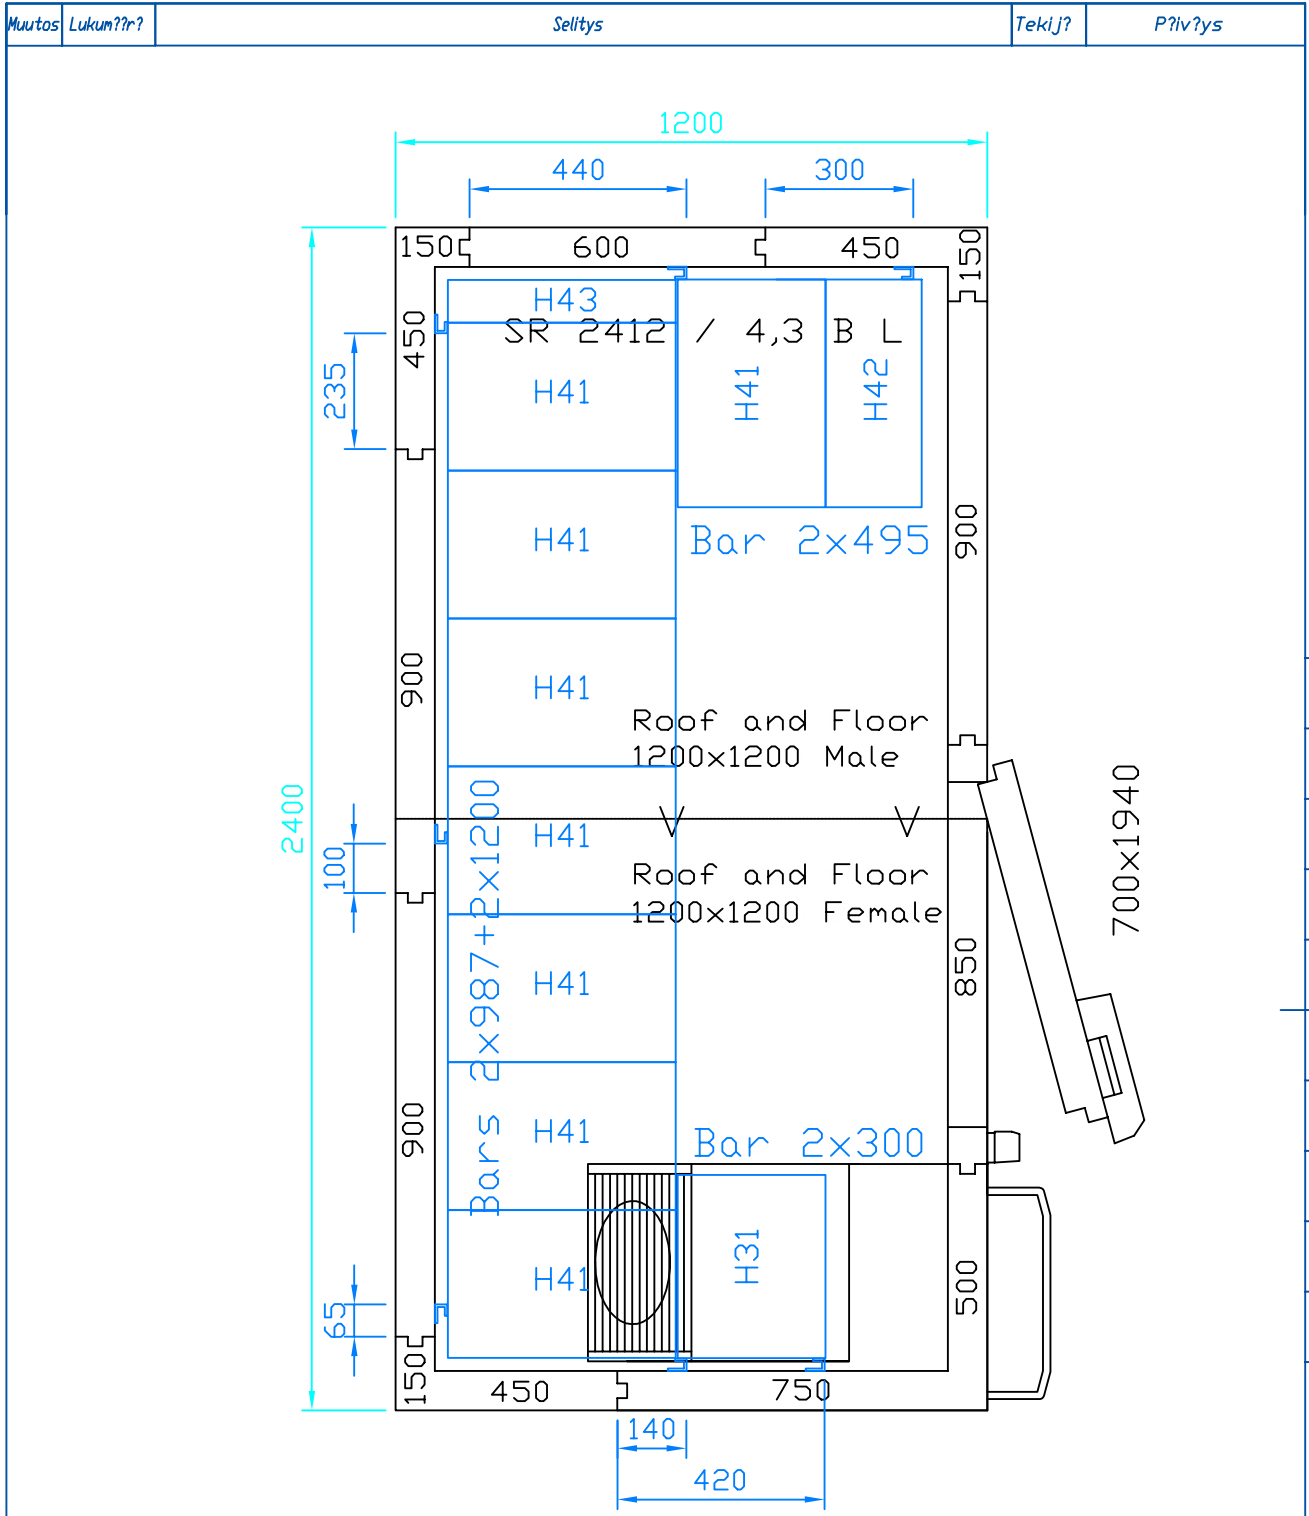 Muutos Lukum??r? Selitys Tekij? P?iv?ys
1200
440 300
150 600 450 150
H43
SR 2412 / 4,3 B L
450
235
H41 H41 H42
Bar 2x495
H41
900
H41
900
Roof and Floor
1200x1200 Male
700x1940
2400
H41
100
Roof and Floor
1200x1200 Female
Bars 2x987+2x1200
H41
850
H41
900
Bar 2x300
H31
H41
500
65
150 450 750
140
420